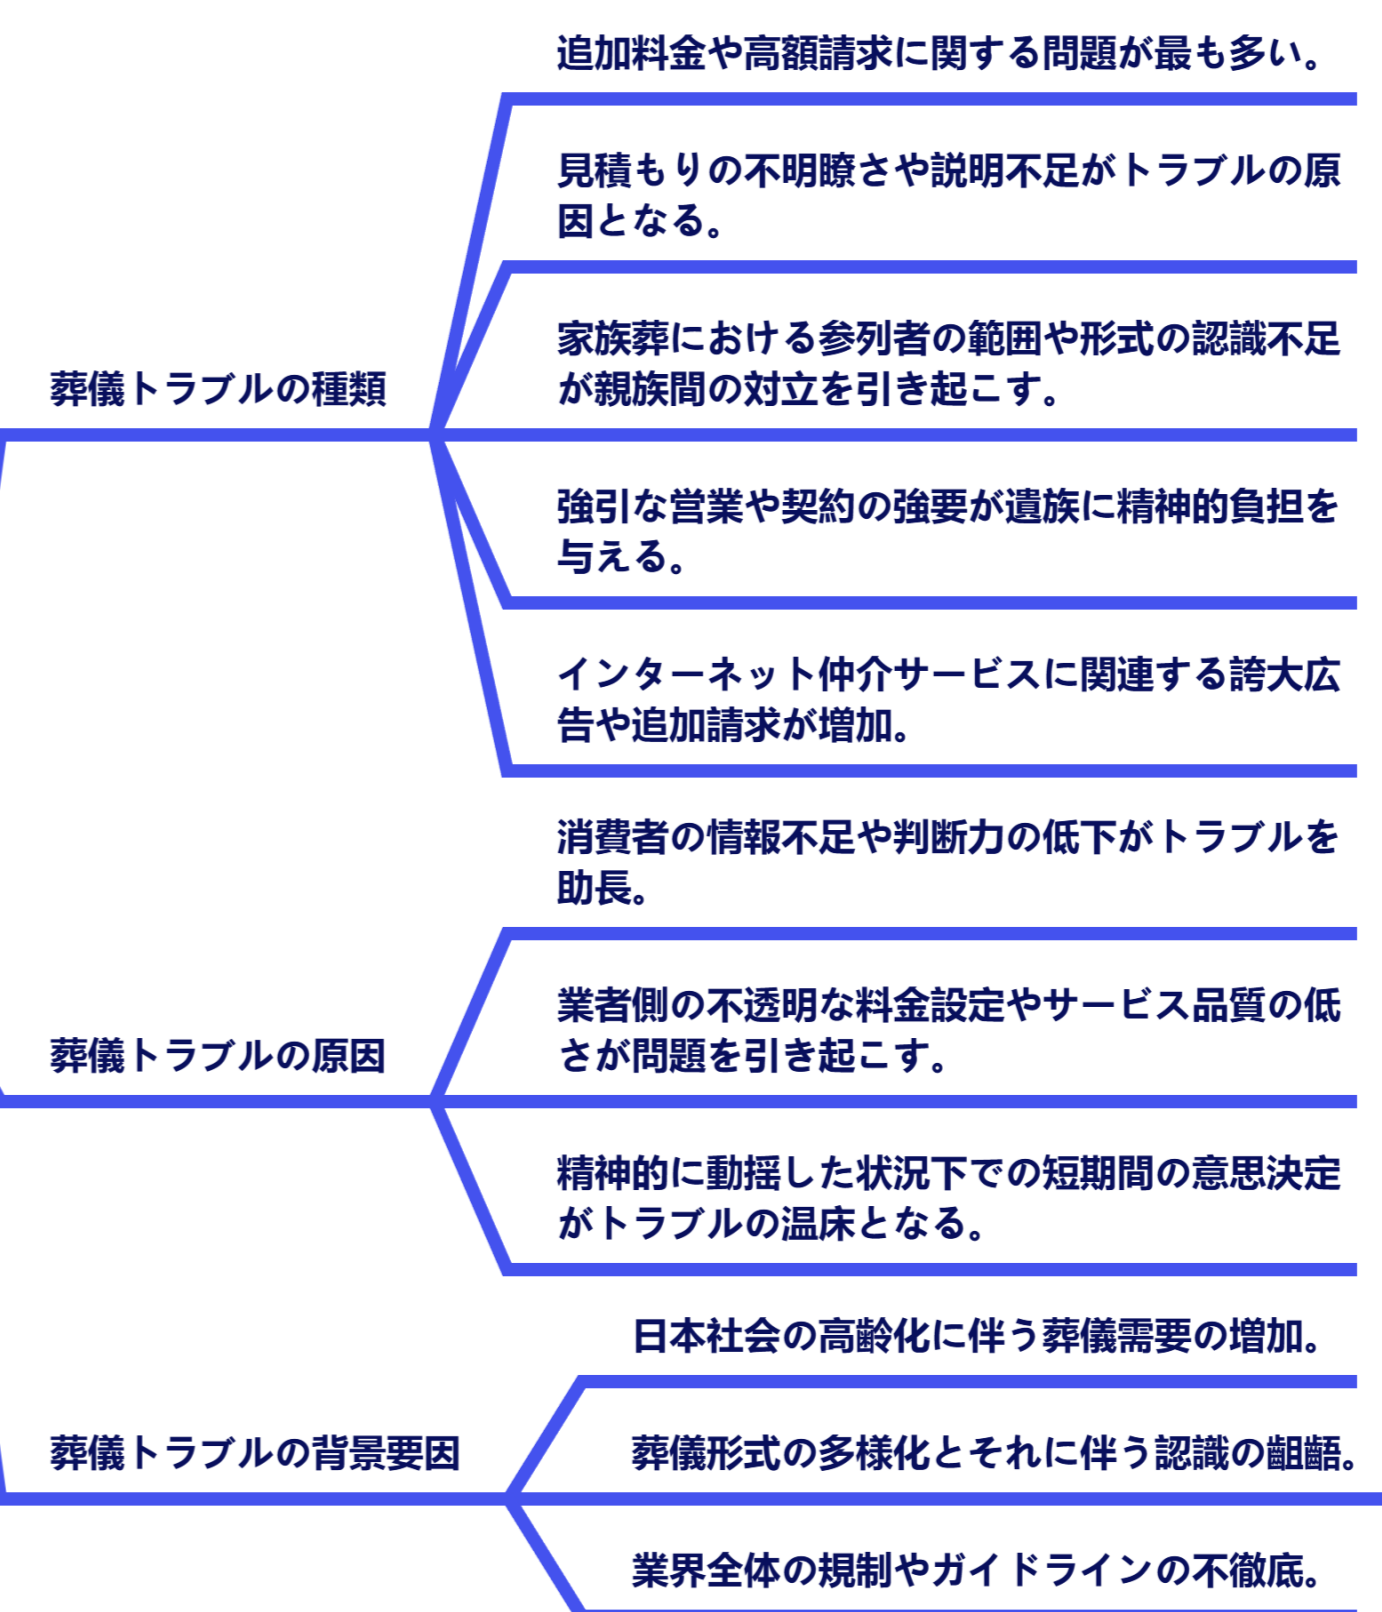 葬儀トラブルの種類
追加料金や高額請求に関する問題が最も多い。
見積もりの不明瞭さや説明不足がトラブルの原
因となる。
家族葬における参列者の範囲や形式の認識不足
が親族間の対立を引き起こす。
強引な営業や契約の強要が遺族に精神的負担を
与える。
インターネット仲介サービスに関連する誇大広
告や追加請求が増加。
葬儀トラブルの原因
消費者の情報不足や判断力の低下がトラブルを
助長。
業者側の不透明な料金設定やサービス品質の低
さが問題を引き起こす。
精神的に動揺した状況下での短期間の意思決定
がトラブルの温床となる。
葬儀トラブルの背景要因
日本社会の高齢化に伴う葬儀需要の増加。
葬儀形式の多様化とそれに伴う認識の齟齬。
業界全体の規制やガイドラインの不徹底。